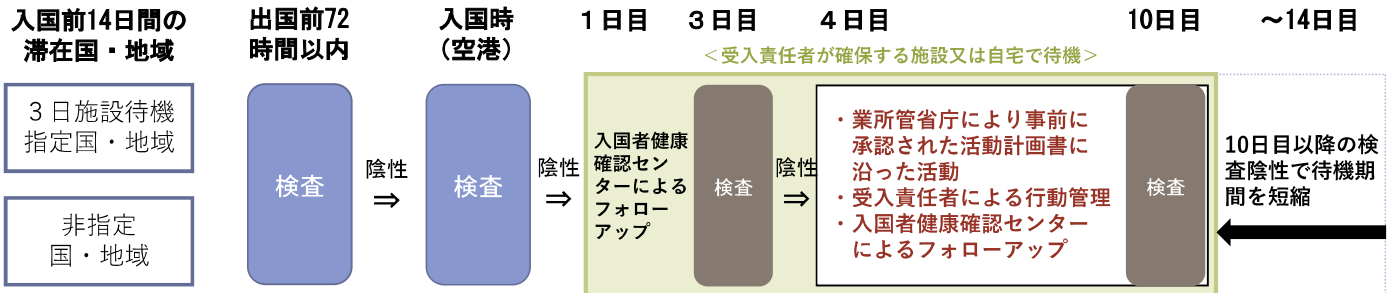 入国前14日間の
滞在国・地域
出国前72
時間以内
入国時
（空港）
１日目
３日目
４日目
10日目
～14日目
＜受入責任者が確保する施設又は自宅で待機＞
３日施設待機
指定国・地域
非指定
国・地域
検査
陰性
⇒
検査
陰性
⇒
入国者健康
確認セン
ターによる
フォロー
アップ
検査
陰性
⇒
・業所管省庁により事前に
承認された活動計画書に
沿った活動
・受入責任者による行動管理
・入国者健康確認センター
によるフォローアップ
検査
10日目以降の検
査陰性で待機期
間を短縮